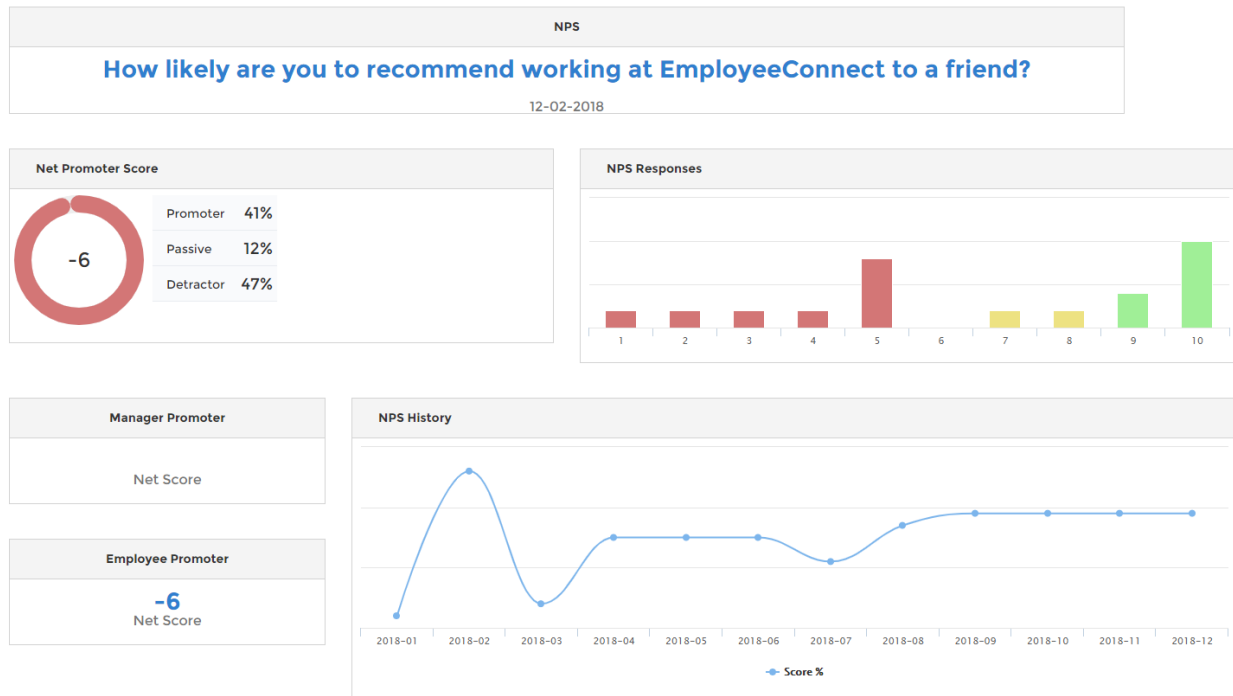 NPS
How likely are you to recommend working at EmployeeConnect to a friend?
12-02-2018
Net Promoter Score
-6
Promoter 41%
Passive 12%
Detractor 47%
NPS Responses
1 2 3 4 5 6 7 8 9 10
Manager Promoter
Net Score
Employee Promoter
-6
Net Score
NPS History
2018-01 2018-02 2018-03 2018-04 2018-05 2018-06 2018-07 2018-08 2018-09 2018-10 2018-11 2018-12
Score %